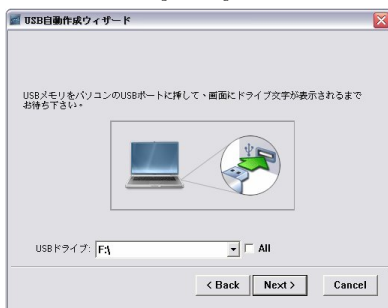 USB自動作成ウィザード
USBメモリをパソコンのUSBポートに挿して、画面にドライブ文字が表示されるまで
お待ち下さい。
USBドライブ: F:\ All
< Back Next > Cancel